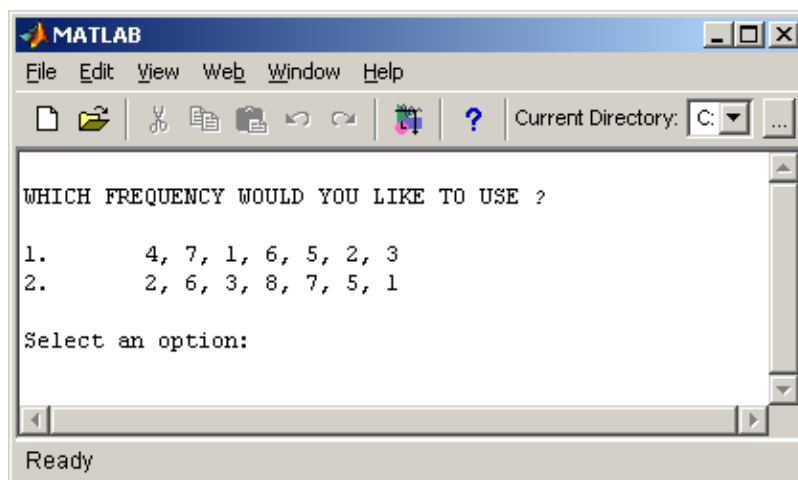 MATLAB
File Edit View Web Window Help
? Current Directory: C: ...
WHICH FREQUENCY WOULD YOU LIKE TO USE ?
1. 4, 7, 1, 6, 5, 2, 3
2. 2, 6, 3, 8, 7, 5, 1
Select an option:
Ready